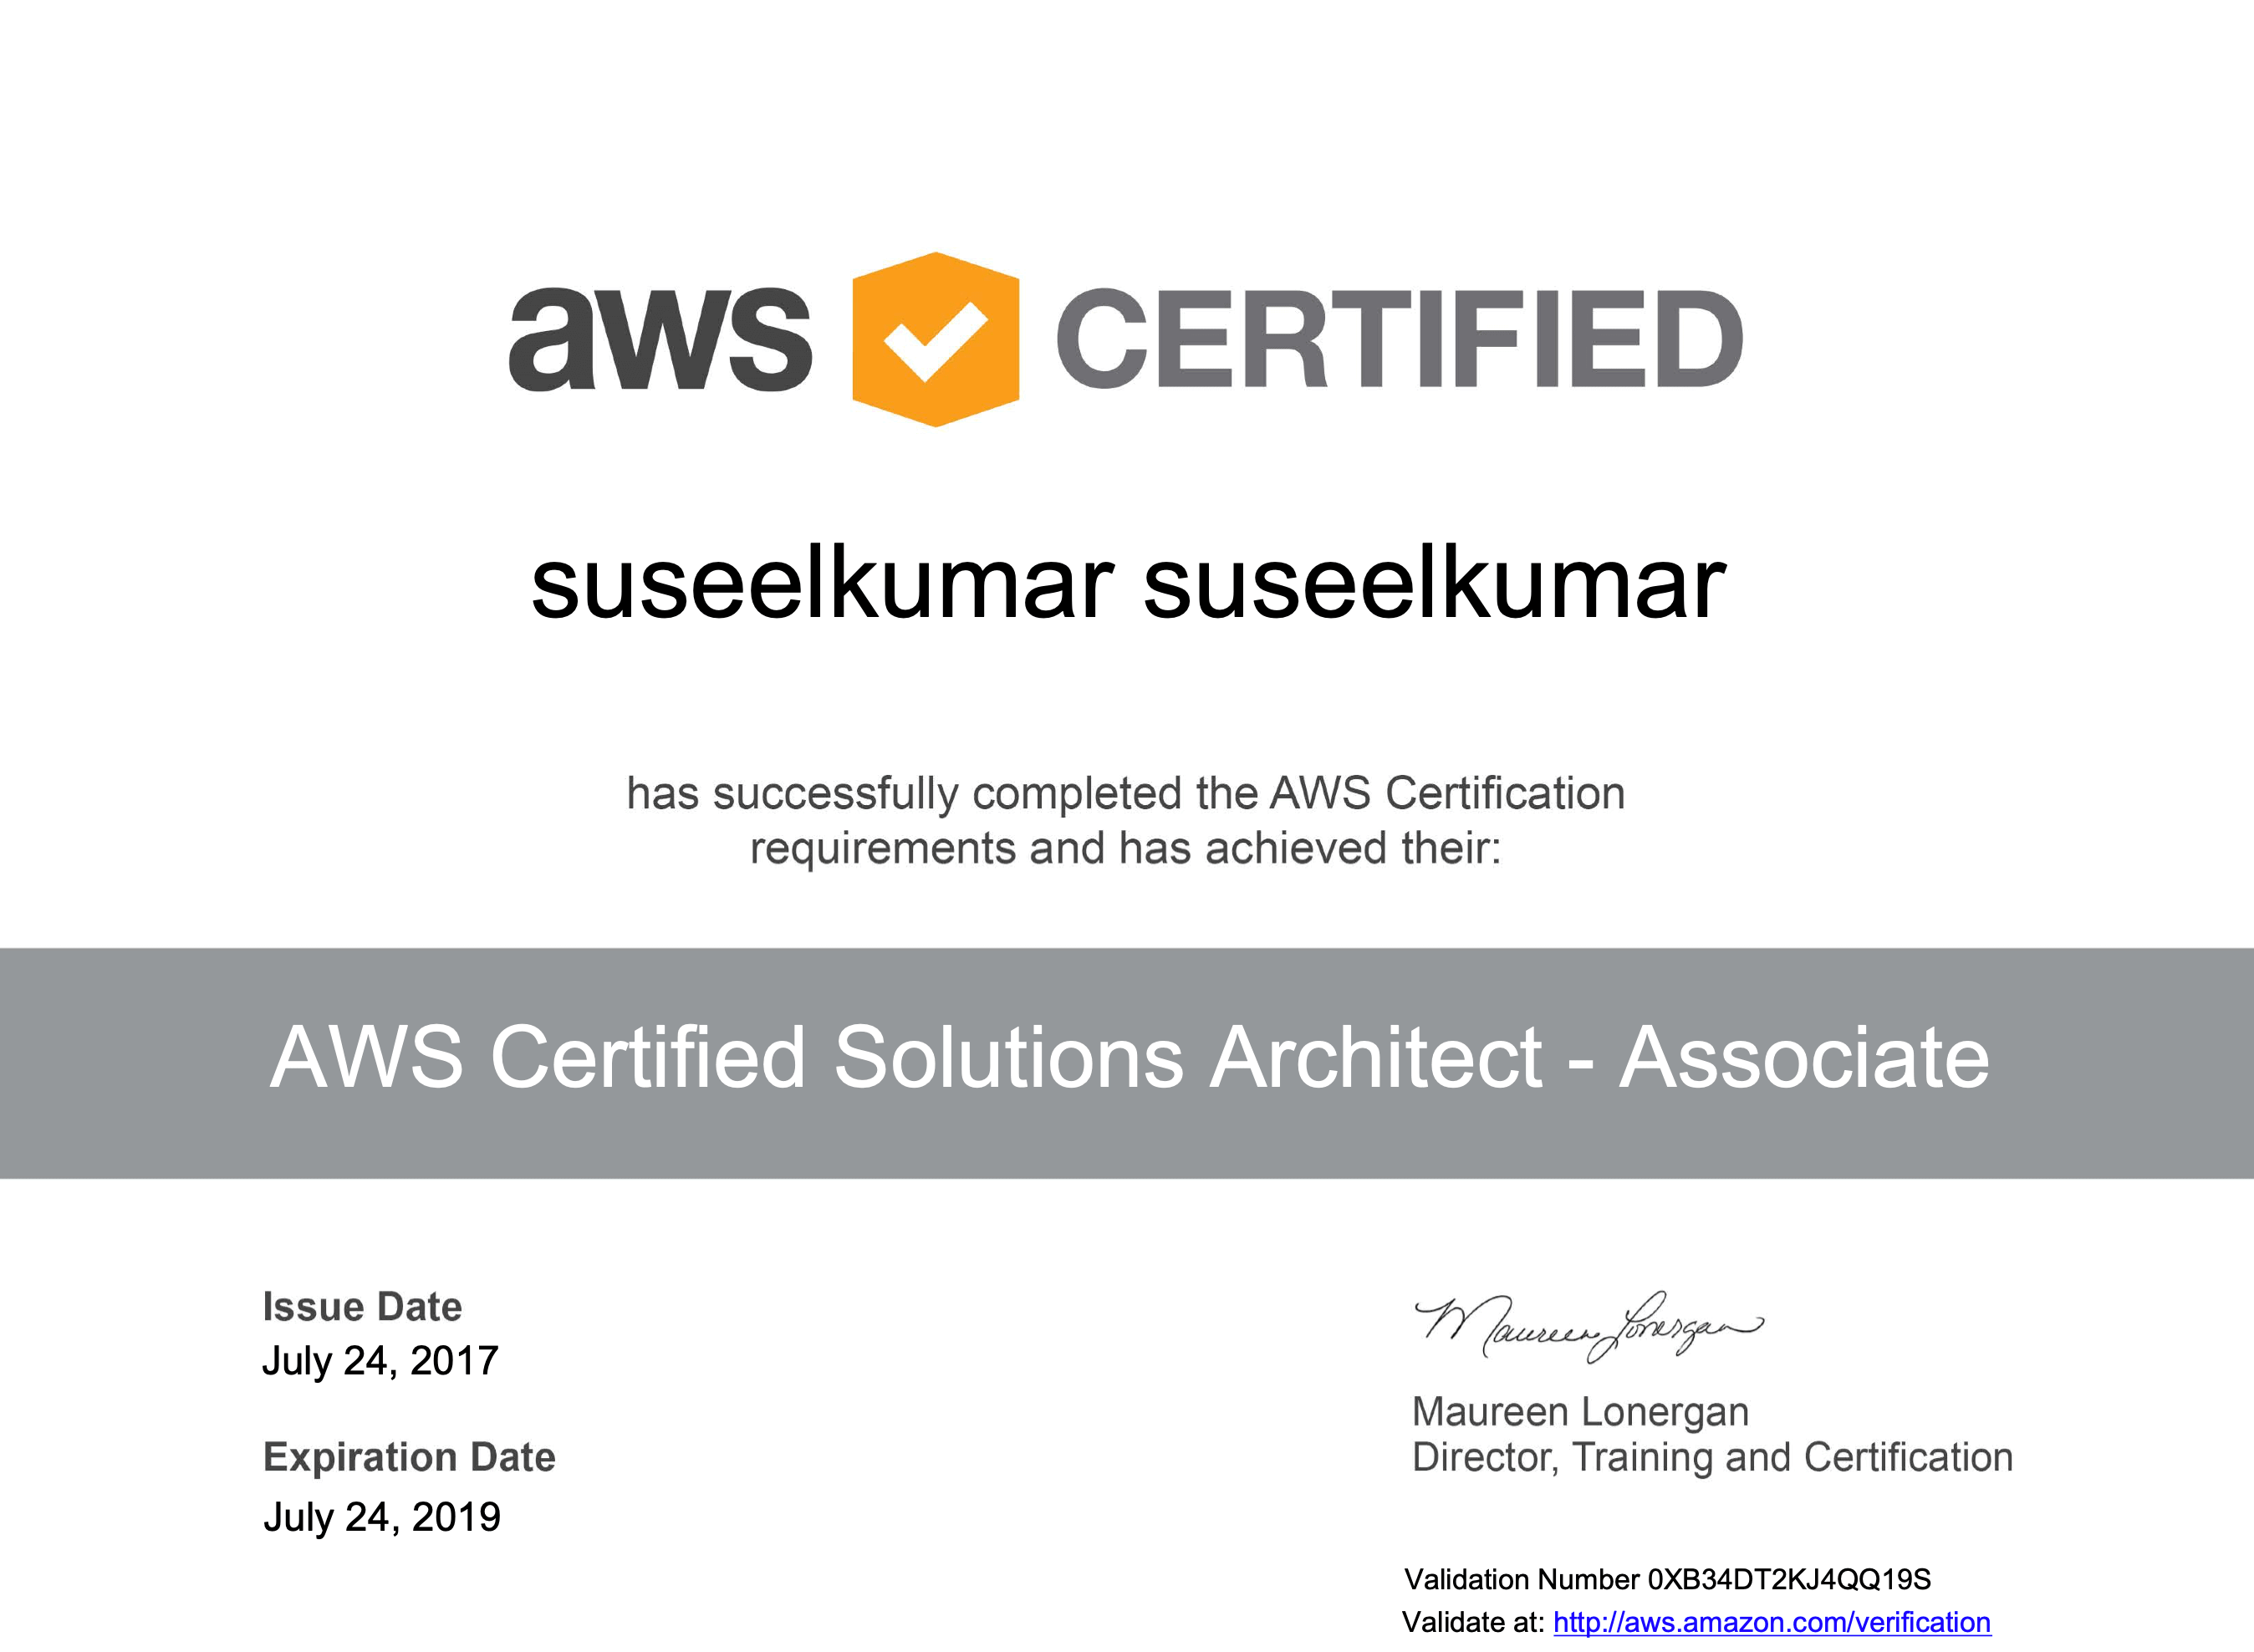 aws CERTIFIED
suseelkumar suseelkumar
has successfully completed the AWS Certification
requirements and has achieved their:
AWS Certified Solutions Architect - Associate
Issue Date
July 24, 2017
Expiration Date
July 24, 2019
Maureen Lonergan
Maureen Lonergan
Director, Training and Certification
Validation Number 0XB34DT2KJ4QQ19S
Validate at: http://aws.amazon.com/verification